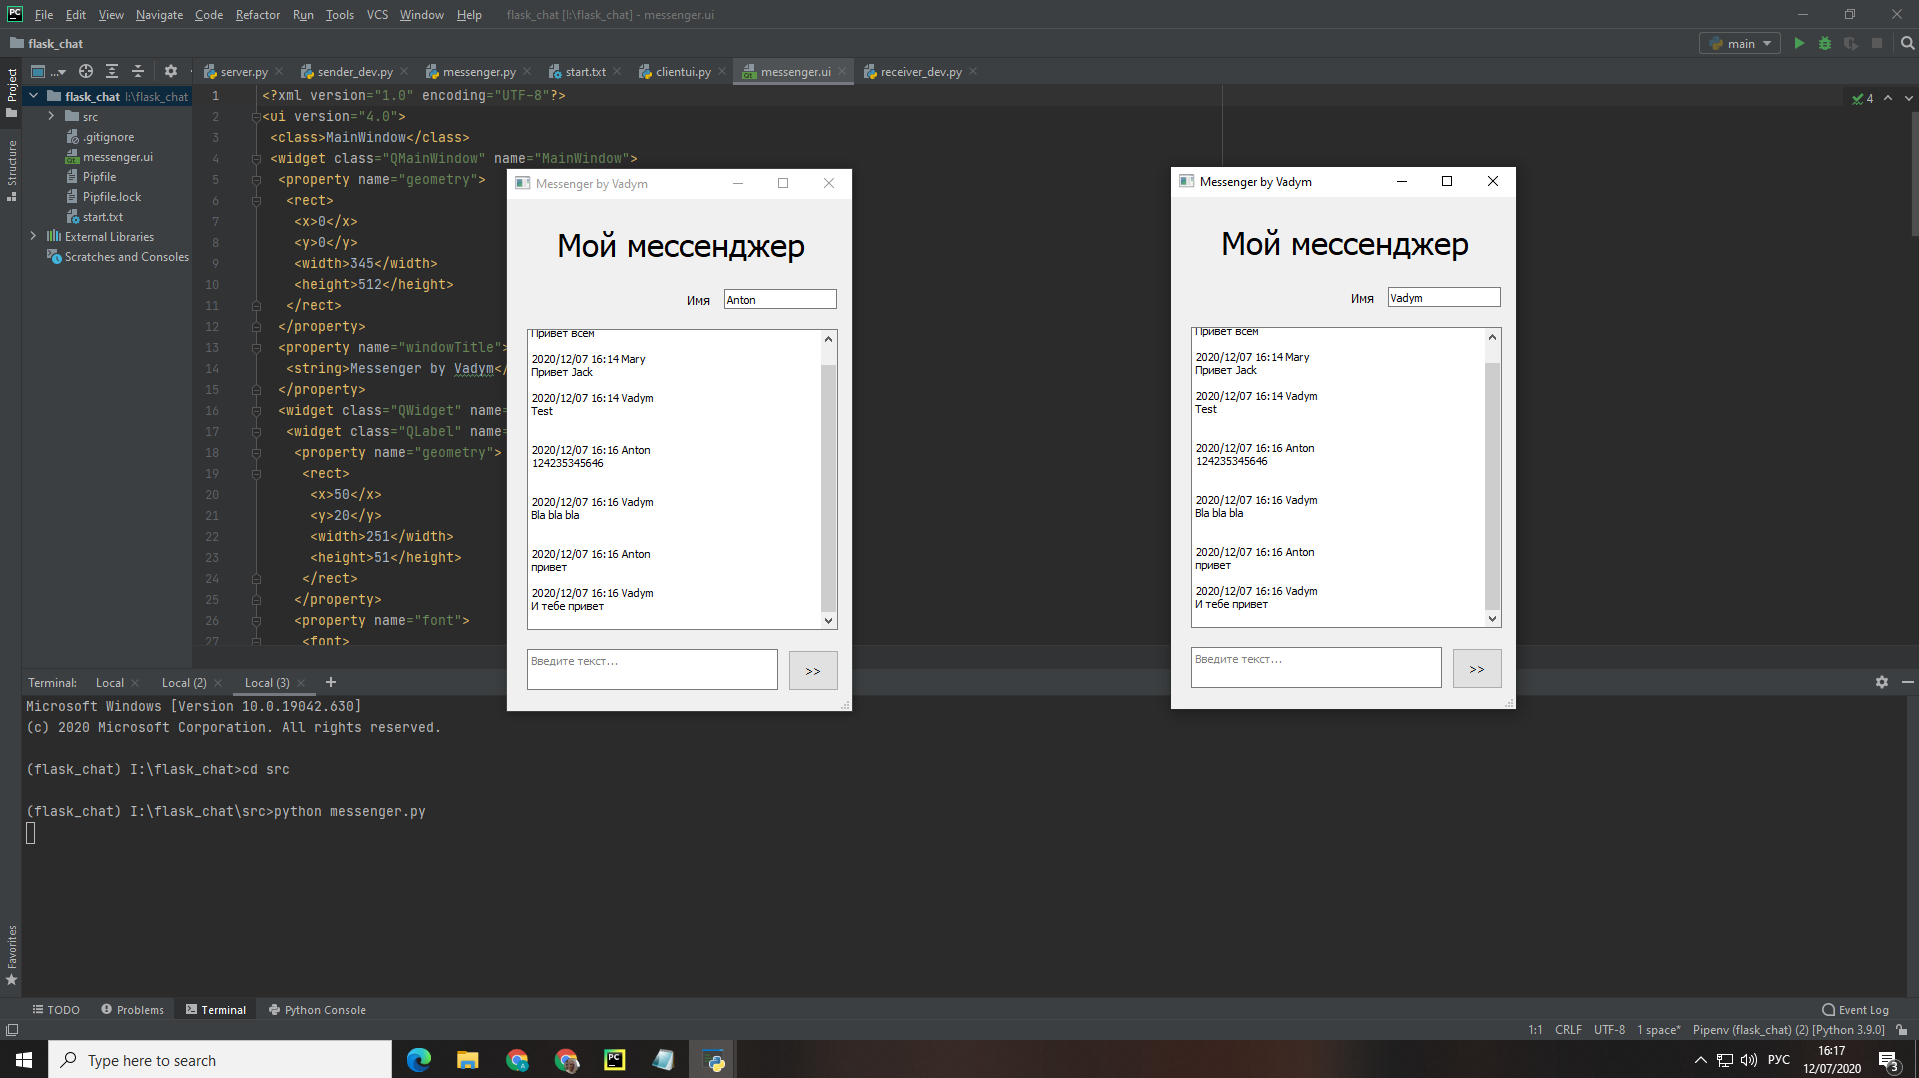 File Edit View Navigate Code Refactor Run Tools VCS Window Help flask_chat [I:\flask_chat] - messenger.ui
flask_chat
main
Project
Structure
Favorites
...
server.py sender_dev.py messenger.py start.txt clientui.py messenger.ui receiver_dev.py
flask_chat I:\flask_chat
src
.gitignore
messenger.ui
Pipfile
Pipfile.lock
start.txt
External Libraries
Scratches and Consoles
4
1 <?xml version="1.0" encoding="UTF-8"?>
2 <ui version="4.0">
3 <class>MainWindow</class>
4 <widget class="QMainWindow" name="MainWindow">
5 <property name="geometry">
6 <rect>
7 <x>0</x>
8 <y>0</y>
9 <width>345</width>
10 <height>512</height>
11 </rect>
12 </property>
13 <property name="windowTitle">
14 <string>Messenger by Vadym</
15 </property>
16 <widget class="QWidget" name=
17 <widget class="QLabel" name=
18 <property name="geometry">
19 <rect>
20 <x>50</x>
21 <y>20</y>
22 <width>251</width>
23 <height>51</height>
24 </rect>
25 </property>
26 <property name="font">
27 <font>
Messenger by Vadym
Мой мессенджер
Имя Anton
Привет всем
2020/12/07 16:14 Mary
Привет Jack
2020/12/07 16:14 Vadym
Test
2020/12/07 16:16 Anton
124235345646
2020/12/07 16:16 Vadym
Bla bla bla
2020/12/07 16:16 Anton
привет
2020/12/07 16:16 Vadym
И тебе привет
Введите текст...
>>
Messenger by Vadym
Мой мессенджер
Имя Vadym
Привет всем
2020/12/07 16:14 Mary
Привет Jack
2020/12/07 16:14 Vadym
Test
2020/12/07 16:16 Anton
124235345646
2020/12/07 16:16 Vadym
Bla bla bla
2020/12/07 16:16 Anton
привет
2020/12/07 16:16 Vadym
И тебе привет
Введите текст...
>>
Terminal: Local Local (2) Local (3) +
Microsoft Windows [Version 10.0.19042.630]
(c) 2020 Microsoft Corporation. All rights reserved.
(flask_chat) I:\flask_chat>cd src
(flask_chat) I:\flask_chat\src>python messenger.py
TODO Problems Terminal Python Console Event Log
1:1 CRLF UTF-8 1 space* Pipenv (flask_chat) (2) [Python 3.9.0]
Type here to search
РУС
16:17
12/07/2020
3